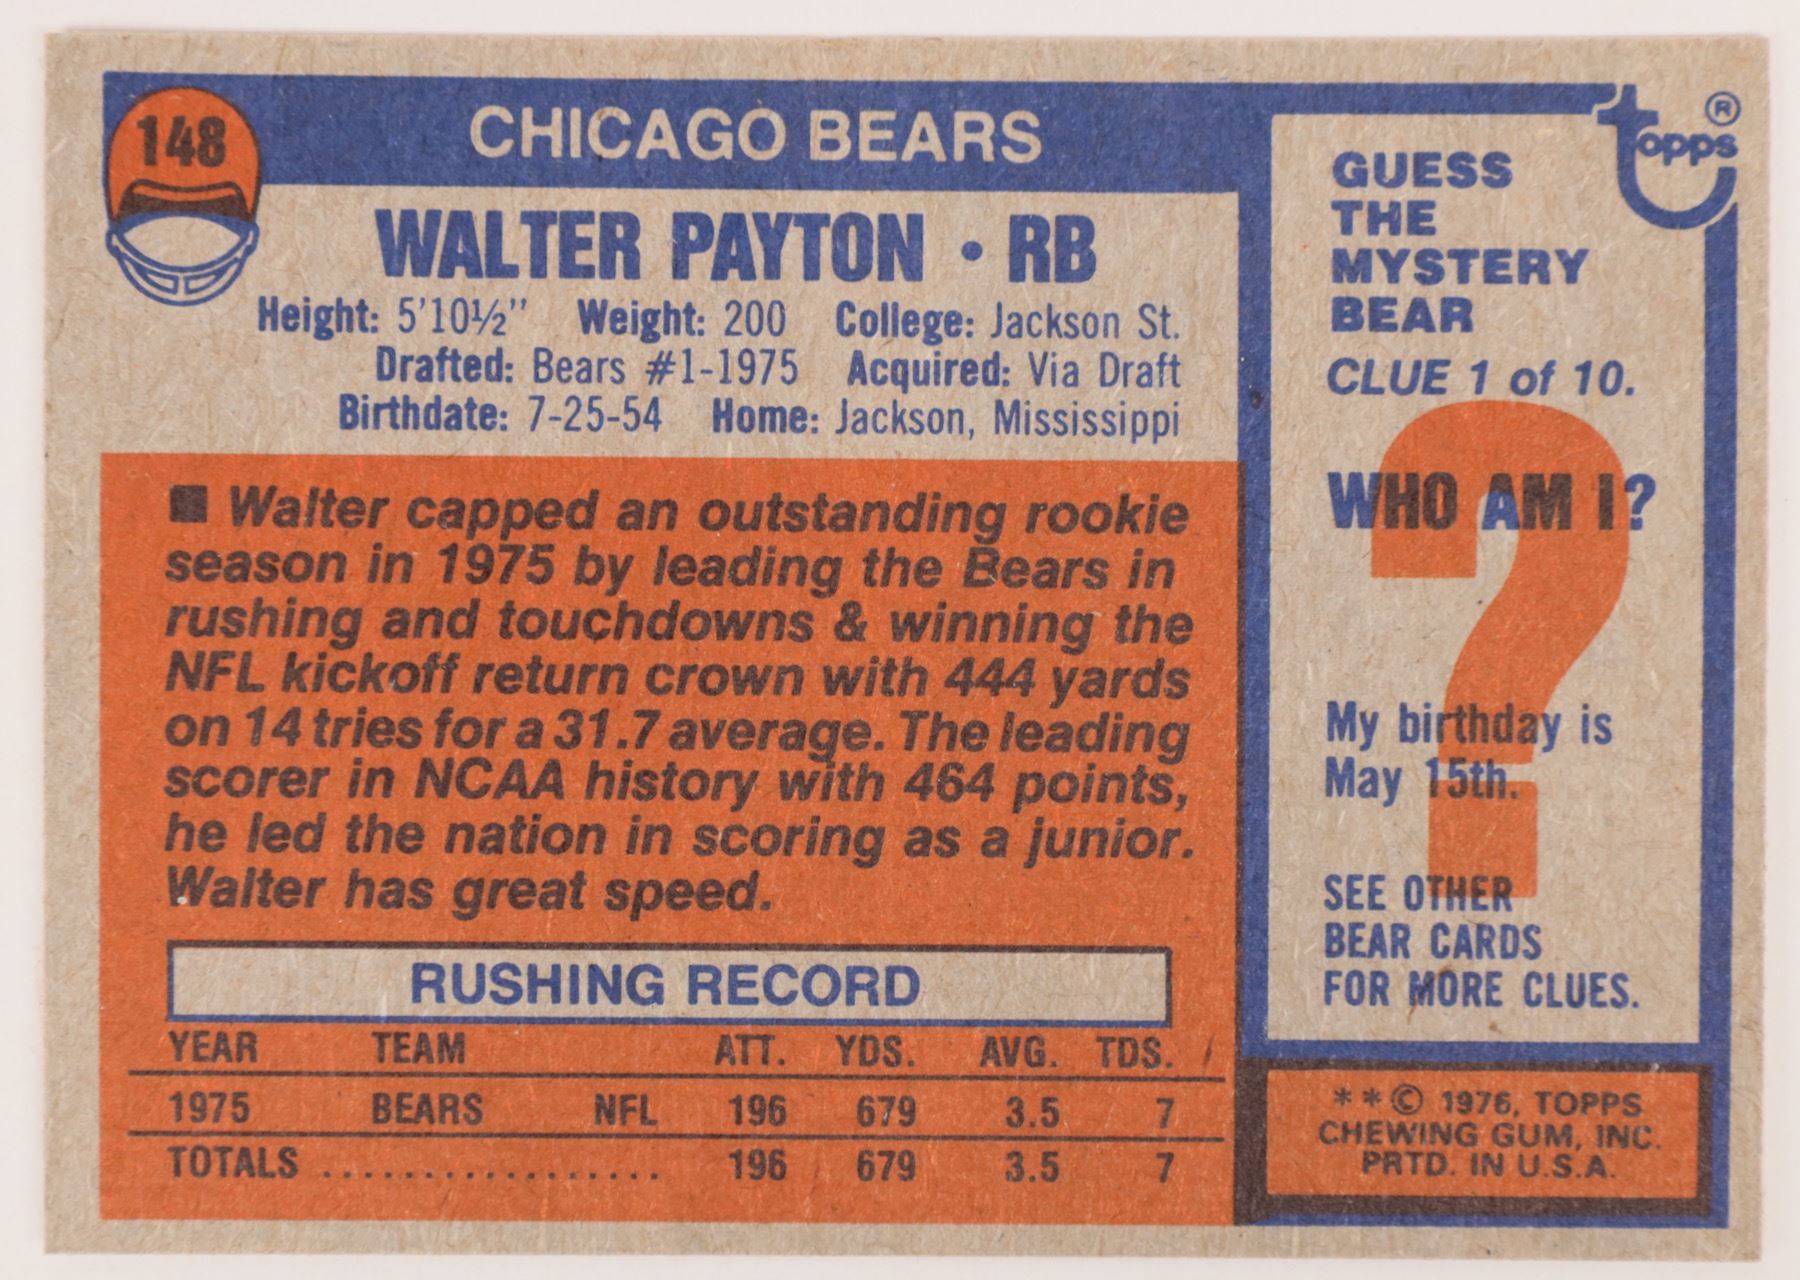 148
CHICAGO BEARS
WALTER PAYTON • RB
Height: 5'10½" Weight: 200 College: Jackson St.
Drafted: Bears #1-1975 Acquired: Via Draft
Birthdate: 7-25-54 Home: Jackson, Mississippi
■ Walter capped an outstanding rookie
season in 1975 by leading the Bears in
rushing and touchdowns & winning the
NFL kickoff return crown with 444 yards
on 14 tries for a 31.7 average. The leading
scorer in NCAA history with 464 points,
he led the nation in scoring as a junior.
Walter has great speed.
RUSHING RECORD
YEAR TEAM ATT. YDS. AVG. TDS.
1975 BEARS NFL 196 679 3.5 7
TOTALS .................. 196 679 3.5 7
topps ®
GUESS
THE
MYSTERY
BEAR
CLUE 1 of 10.
?
WHO AM I?
My birthday is
May 15th.
SEE OTHER
BEAR CARDS
FOR MORE CLUES.
**© 1976, TOPPS
CHEWING GUM, INC.
PRTD. IN U.S.A.